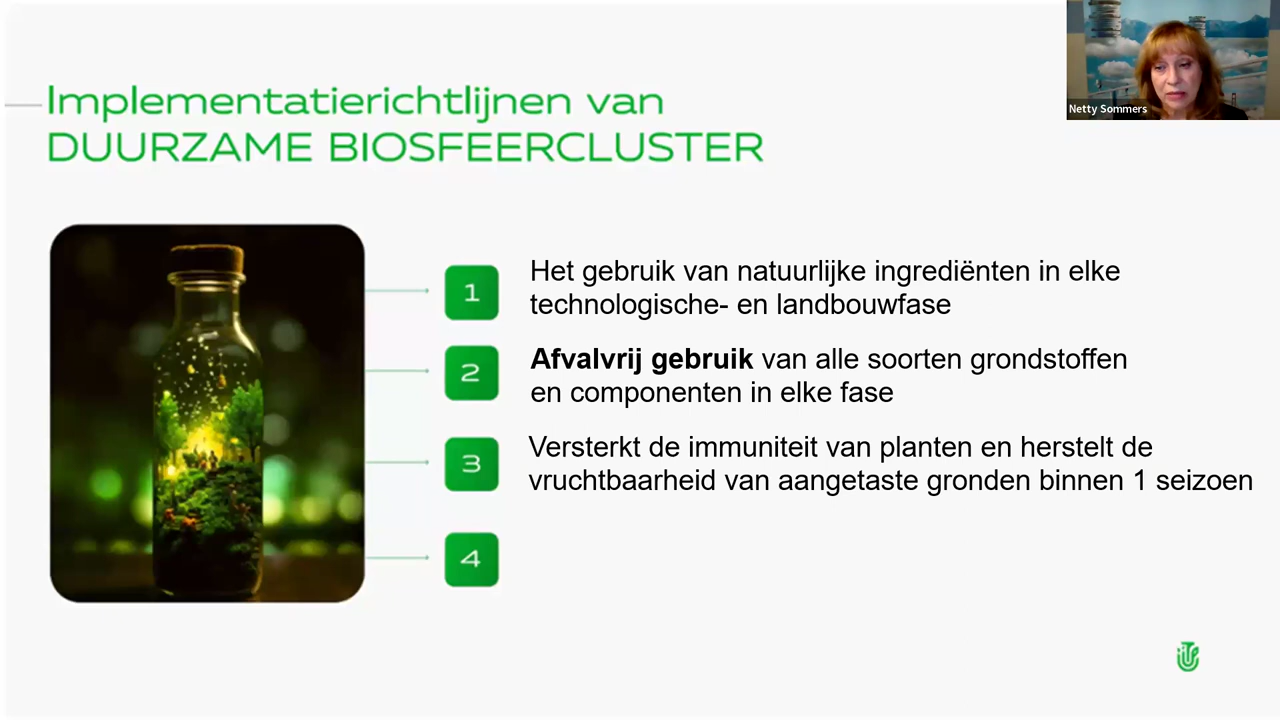 Netty Sommers
Implementatierichtlijnen van
DUURZAME BIOSFEERCLUSTER
1
Het gebruik van natuurlijke ingrediënten in elke
technologische- en landbouwfase
2
Afvalvrij gebruik van alle soorten grondstoffen
en componenten in elke fase
3
Versterkt de immuniteit van planten en herstelt de
vruchtbaarheid van aangetaste gronden binnen 1 seizoen
4